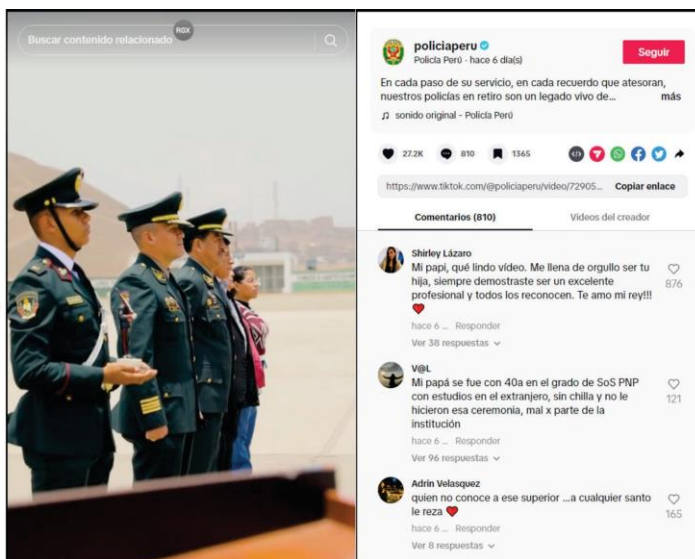 Buscar contenido relacionado
RGX
policiaperu
Policía Perú · hace 6 día(s)
Seguir
En cada paso de su servicio, en cada recuerdo que atesoran,
nuestros policías en retiro son un legado vivo de... más
sonido original - Policía Perú
27.2K 810 1365
https://www.tiktok.com/@policiaperu/video/72905... Copiar enlace
Comentarios (810) Videos del creador
Shirley Lázaro
Mi papi, qué lindo vídeo. Me llena de orgullo ser tu
hija, siempre demostraste ser un excelente
profesional y todos los reconocen. Te amo mi rey!!!
❤️
876
hace 6 ... Responder
Ver 38 respuestas
V@L
Mi papá se fue con 40a en el grado de SoS PNP
con estudios en el extranjero, sin chilla y no le
hicieron esa ceremonia, mal x parte de la
institución
121
hace 6 ... Responder
Ver 96 respuestas
Adrin Velasquez
quien no conoce a ese superior ...a cualquier santo
le reza ❤️
165
hace 6 ... Responder
Ver 8 respuestas